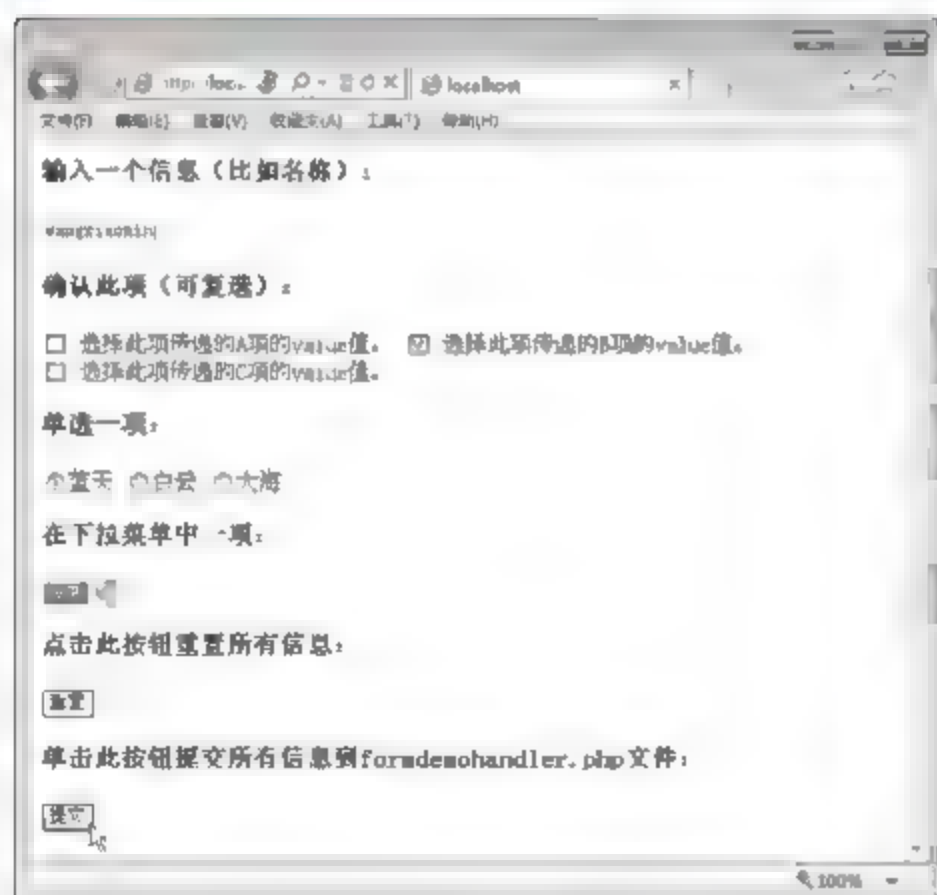 localhost
文件(F) 编辑(E) 查看(V) 收藏夹(A) 工具(T) 帮助(H)
输入一个信息（比如名称）：
确认此项（可复选）：
选择此项传递的A项的value值。 选择此项传递的B项的value值。
选择此项传递的C项的value值。
单选一项：
蓝天 白云 大海
在下拉菜单中 一项：
点击此按钮重置所有信息：
重置
单击此按钮提交所有信息到formdemohandler.php文件：
提交
100%